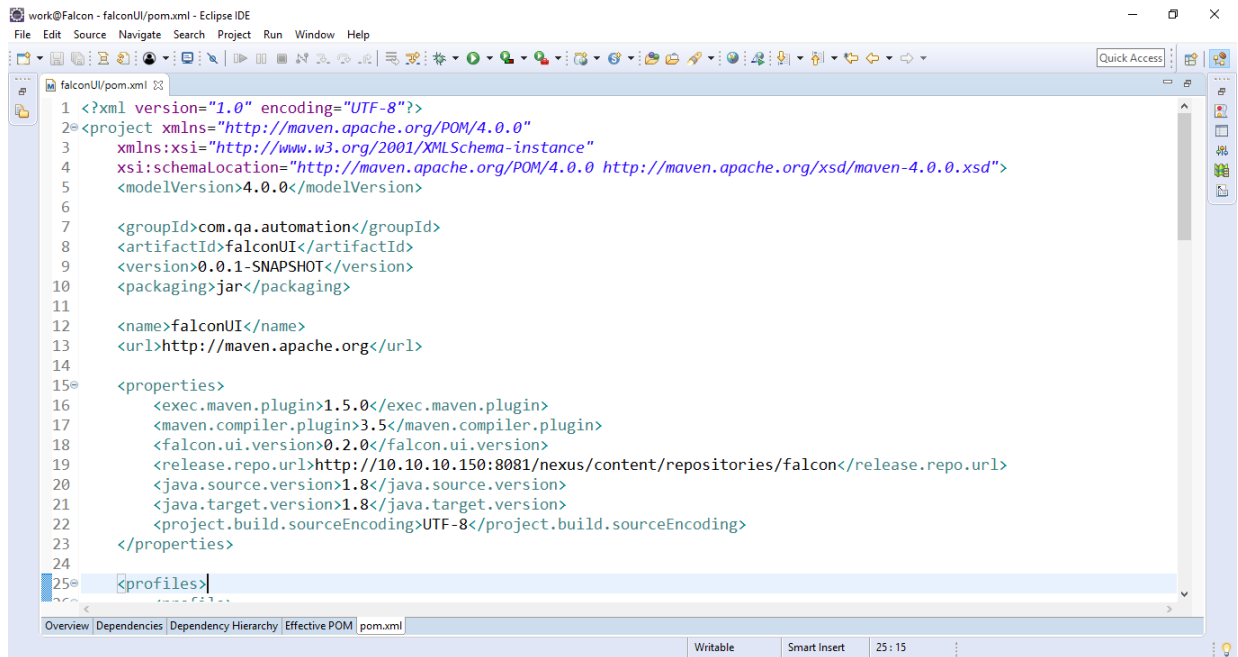 work@Falcon - falconUI/pom.xml - Eclipse IDE
File Edit Source Navigate Search Project Run Window Help
Quick Access
falconUI/pom.xml
1 <?xml version="1.0" encoding="UTF-8"?>
2 <project xmlns="http://maven.apache.org/POM/4.0.0"
3 xmlns:xsi="http://www.w3.org/2001/XMLSchema-instance"
4 xsi:schemaLocation="http://maven.apache.org/POM/4.0.0 http://maven.apache.org/xsd/maven-4.0.0.xsd">
5 <modelVersion>4.0.0</modelVersion>
6
7 <groupId>com.qa.automation</groupId>
8 <artifactId>falconUI</artifactId>
9 <version>0.0.1-SNAPSHOT</version>
10 <packaging>jar</packaging>
11
12 <name>falconUI</name>
13 <url>http://maven.apache.org</url>
14
15 <properties>
16 <exec.maven.plugin>1.5.0</exec.maven.plugin>
17 <maven.compiler.plugin>3.5</maven.compiler.plugin>
18 <falcon.ui.version>0.2.0</falcon.ui.version>
19 <release.repo.url>http://10.10.10.150:8081/nexus/content/repositories/falcon</release.repo.url>
20 <java.source.version>1.8</java.source.version>
21 <java.target.version>1.8</java.target.version>
22 <project.build.sourceEncoding>UTF-8</project.build.sourceEncoding>
23 </properties>
24
25 <profiles>
Overview Dependencies Dependency Hierarchy Effective POM pom.xml
Writable Smart Insert 25 : 15